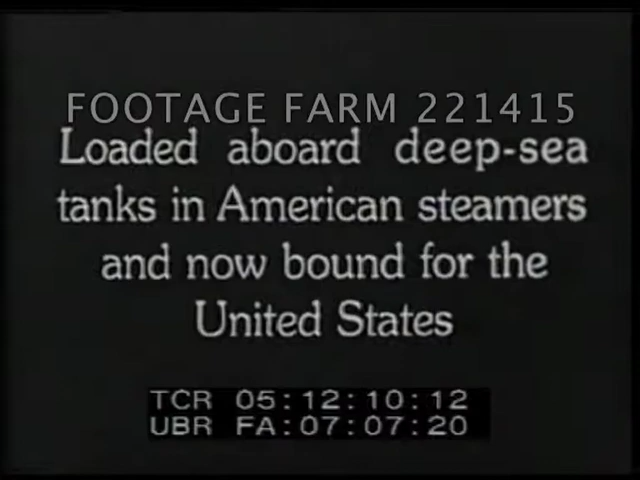 FOOTAGE FARM 221415
Loaded aboard deep-sea
tanks in American steamers
and now bound for the
United States
TCR 05:12:10:12
UBR FA:07:07:20